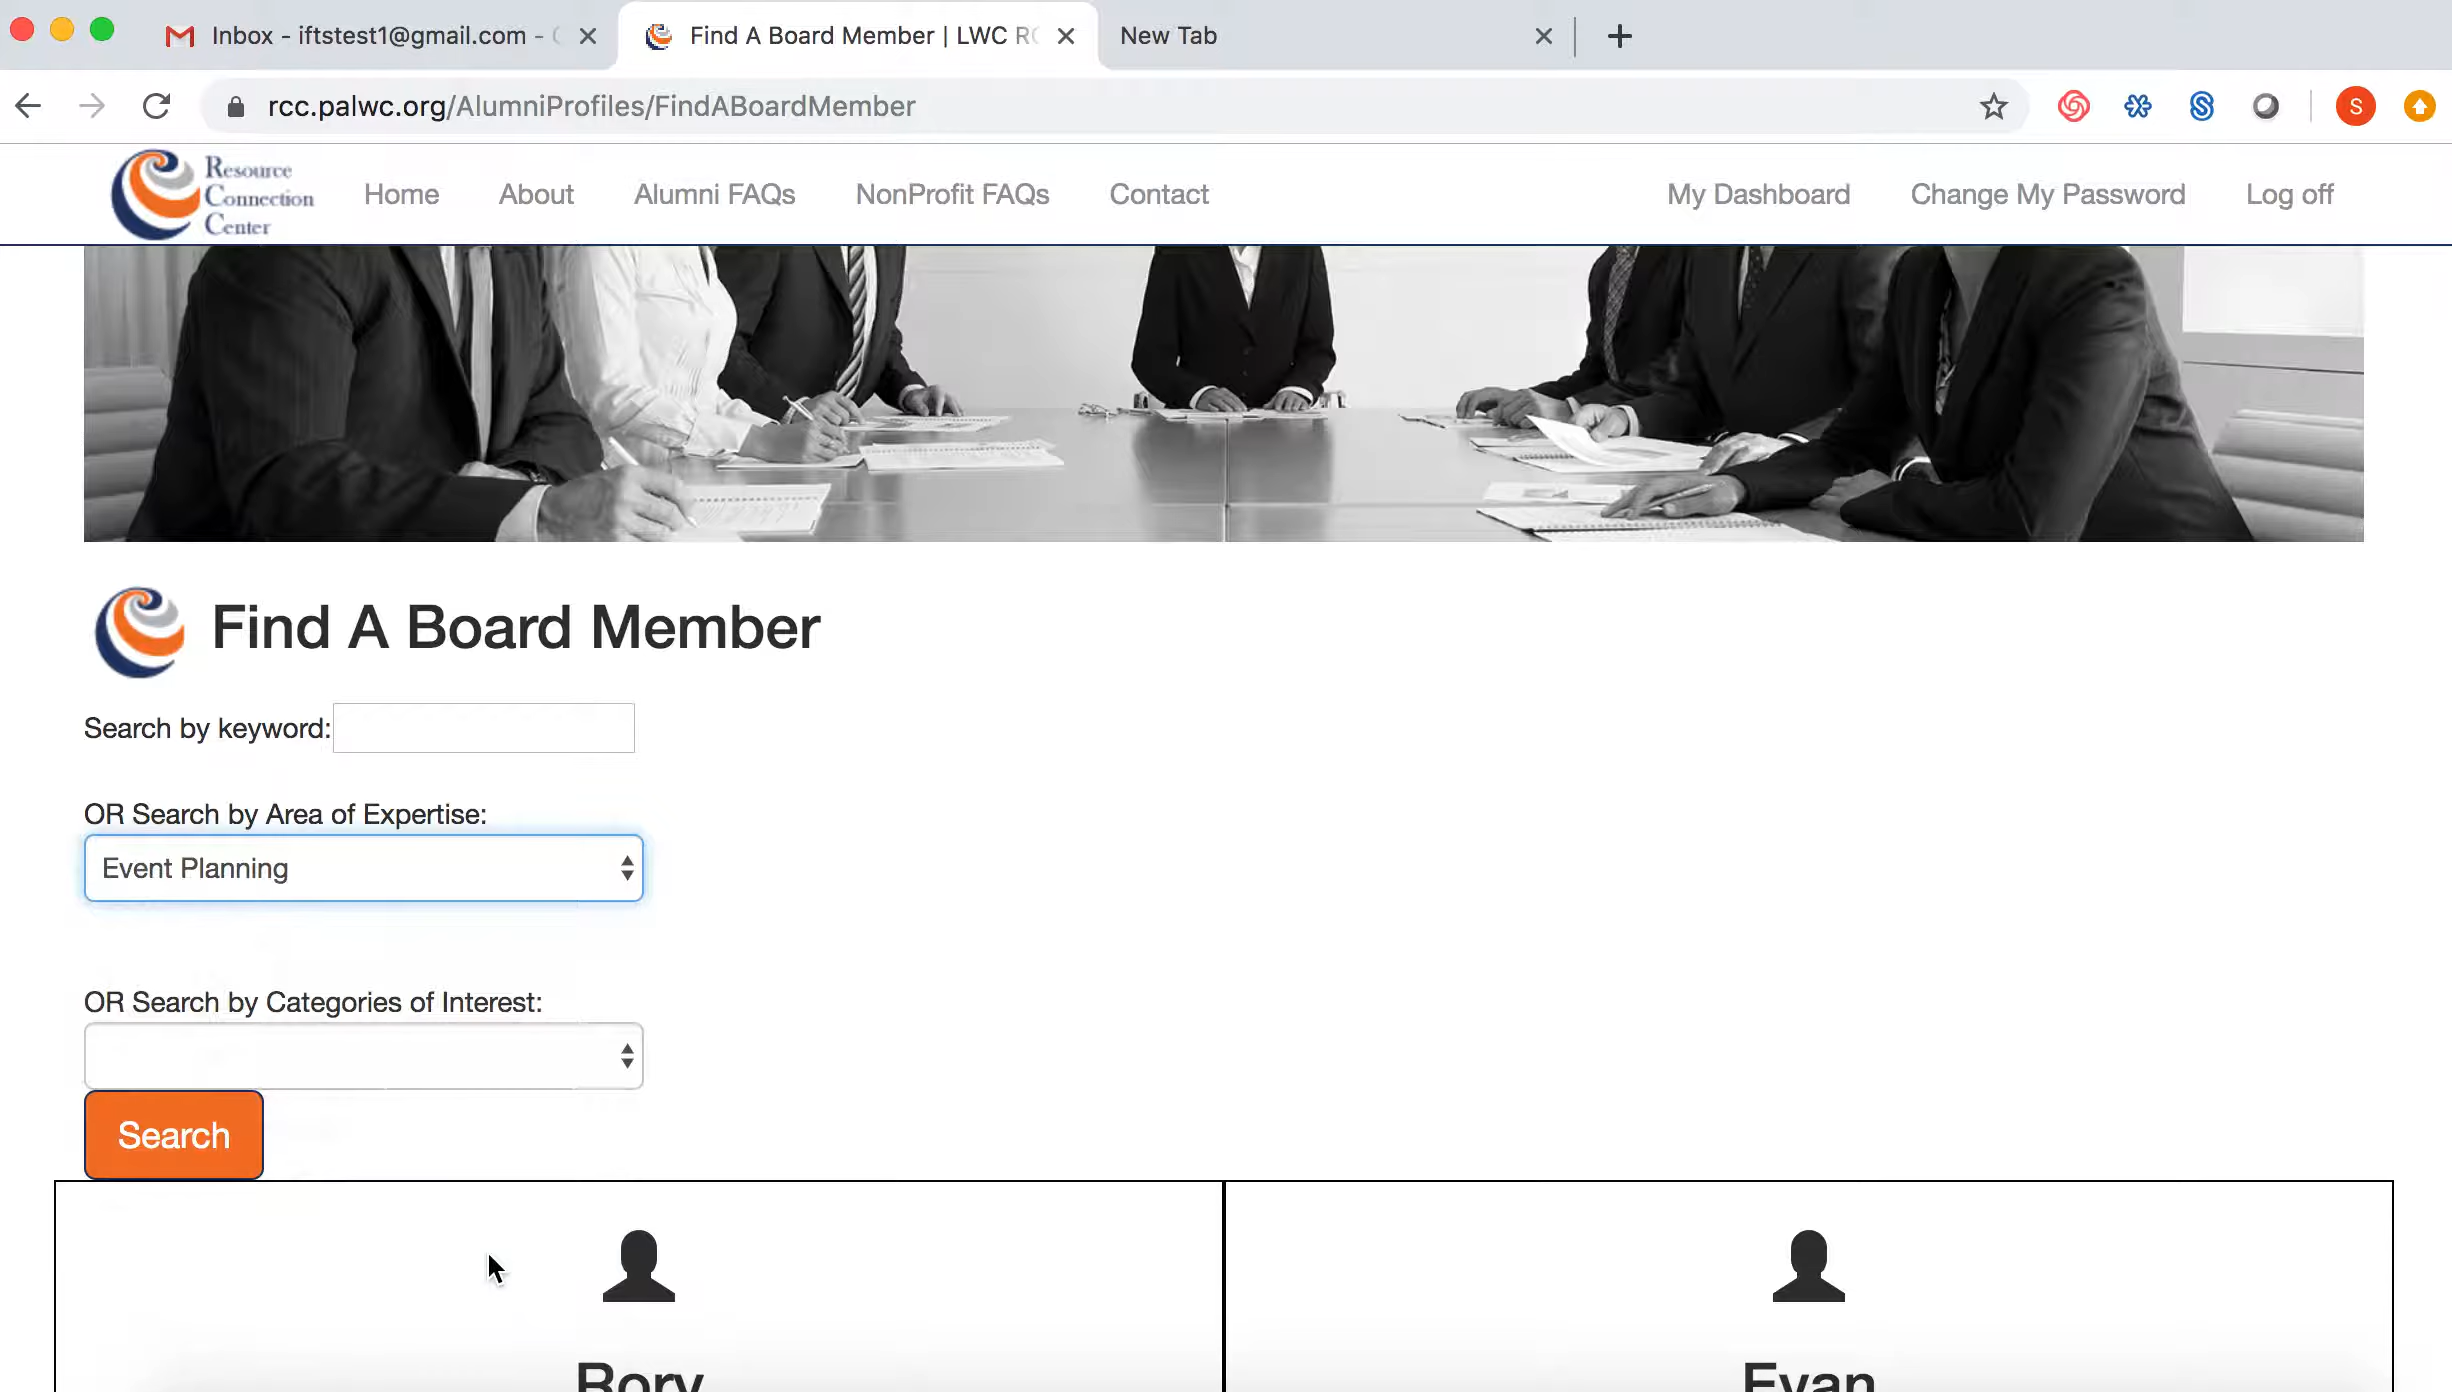 Inbox - iftstest1@gmail.com -
Find A Board Member | LWC RC
New Tab
rcc.palwc.org/AlumniProfiles/FindABoardMember
S
Resource
Connection
Center
Home
About
Alumni FAQs
NonProfit FAQs
Contact
My Dashboard
Change My Password
Log off
Find A Board Member
Search by keyword:
OR Search by Area of Expertise:
Event Planning
OR Search by Categories of Interest:
Search
Rory
Evan